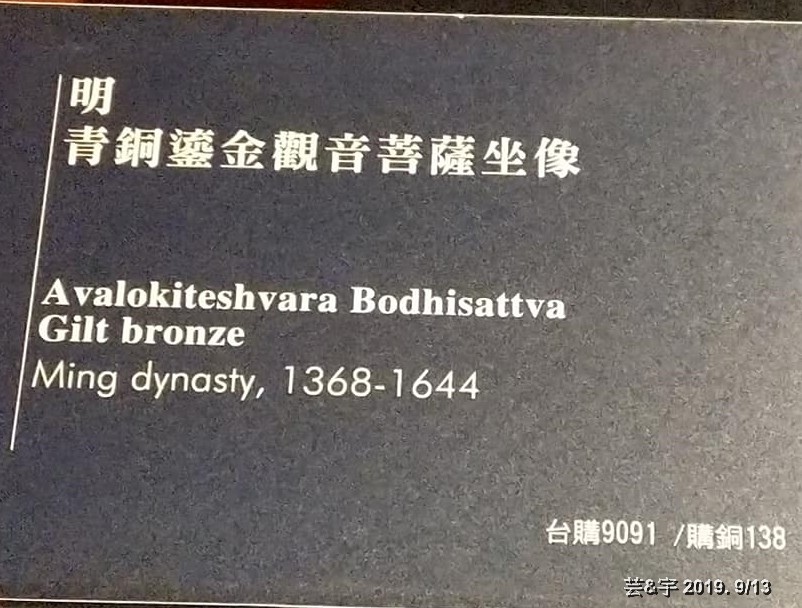 明
青銅鎏金觀音菩薩坐像
Avalokiteshvara Bodhisattva
Gilt bronze
Ming dynasty, 1368-1644
台購9091 /購銅138
芸&宇 2019. 9/13